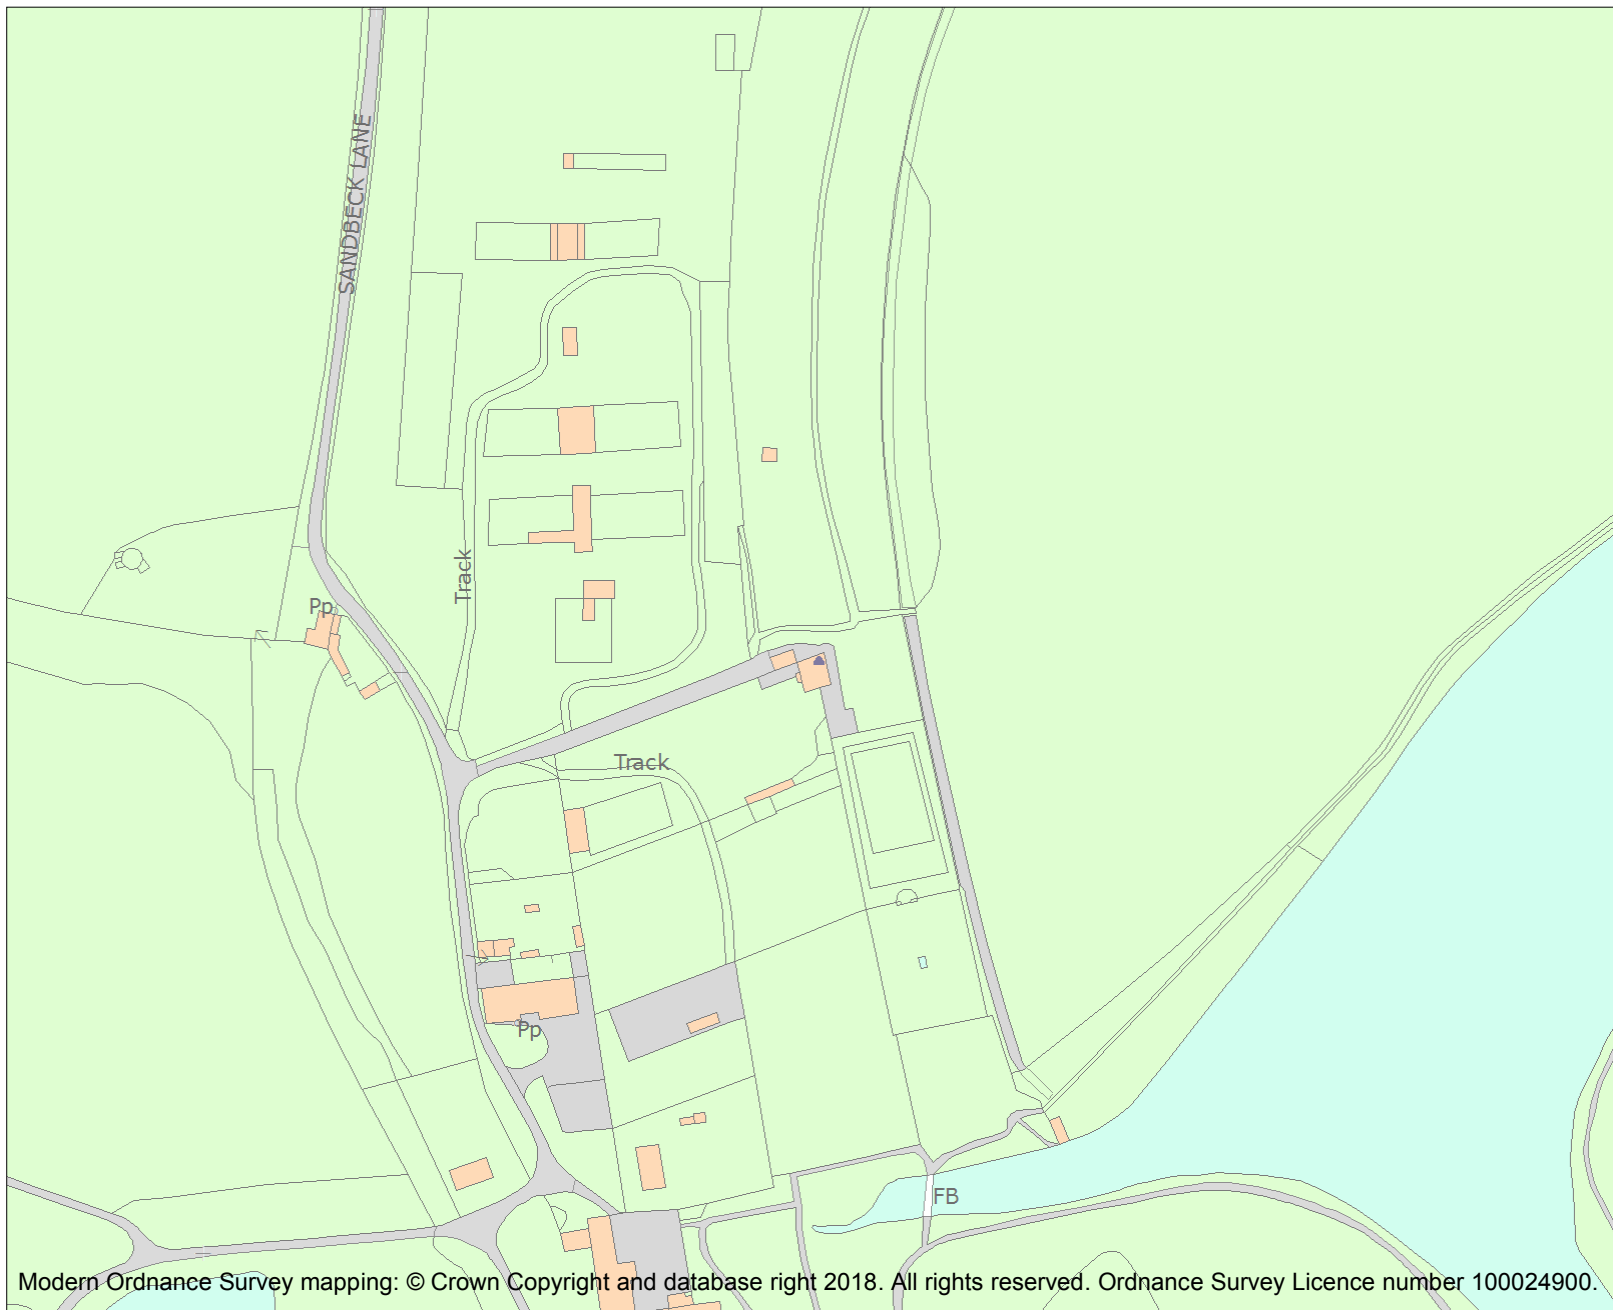 SANDBECK LANE
Track
Pp
Track
Pp
FB
Modern Ordnance Survey mapping: © Crown Copyright and database right 2018. All rights reserved. Ordnance Survey Licence number 100024900.